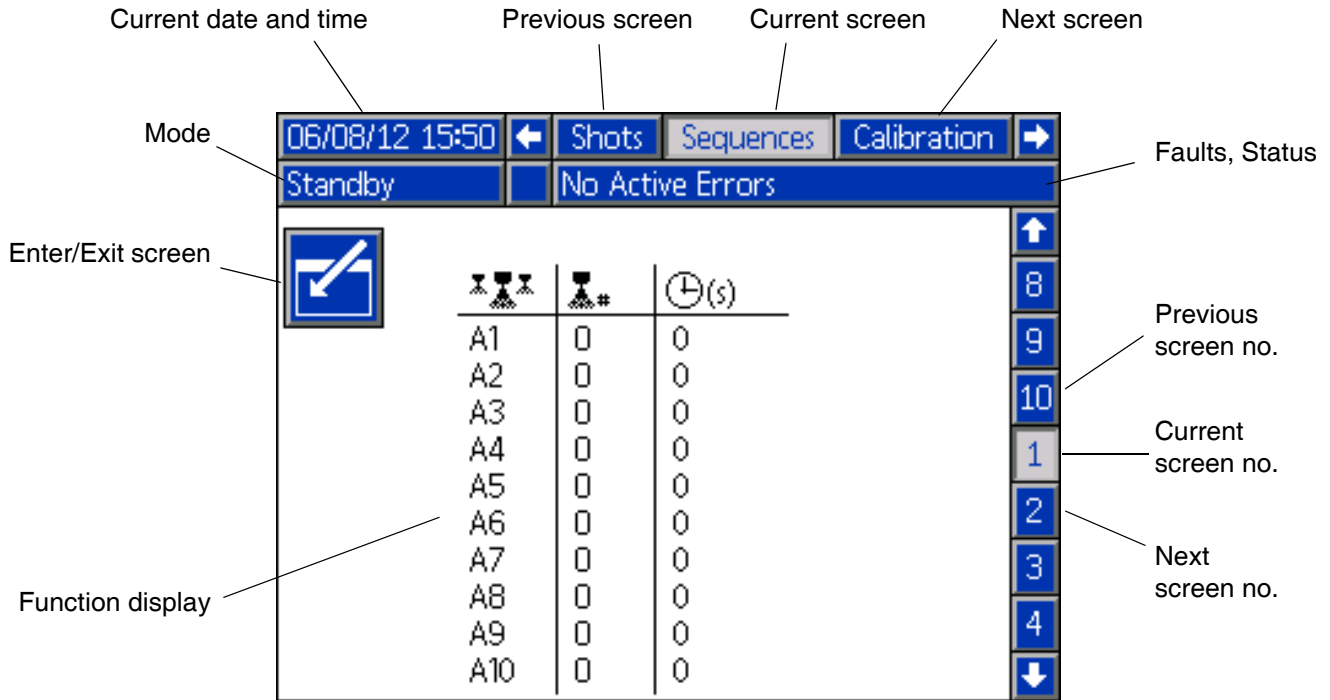 Current date and time
Previous screen
Current screen
Next screen
Mode
06/08/12 15:50
Shots
Sequences
Calibration
Faults, Status
Standby
No Active Errors
Enter/Exit screen
# (s)
A1 0 0
A2 0 0
A3 0 0
A4 0 0
A5 0 0
A6 0 0
A7 0 0
A8 0 0
A9 0 0
A10 0 0
Function display
8
9
10
1
2
3
4
Previous
screen no.
Current
screen no.
Next
screen no.